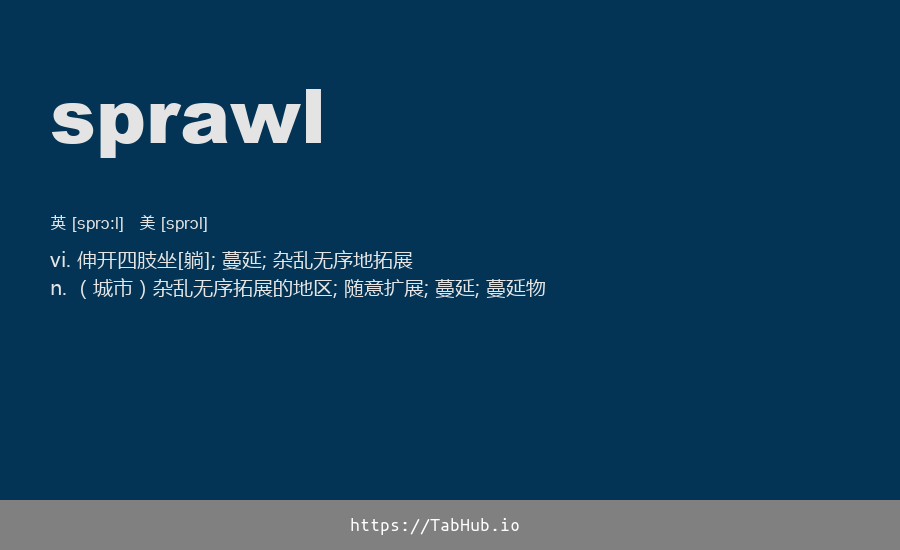 sprawl
英 [sprɔːl] 美 [sprɔl]
vi. 伸开四肢坐[躺]; 蔓延; 杂乱无序地拓展
n. （城市）杂乱无序拓展的地区; 随意扩展; 蔓延; 蔓延物
https://TabHub.io